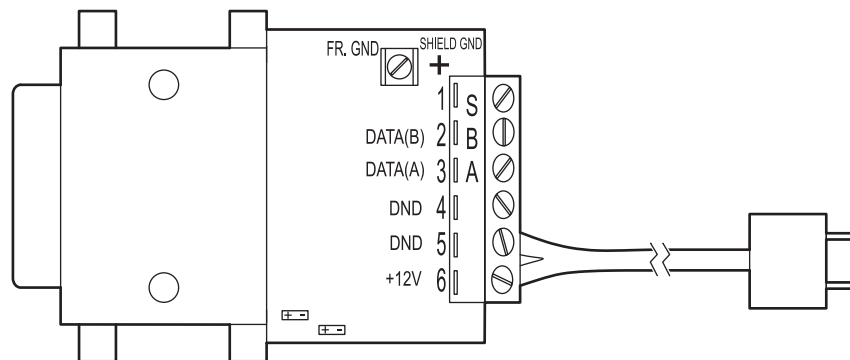 FR. GND SHIELD GND
+
1 S
DATA(B) 2 B
DATA(A) 3 A
DND 4
DND 5
+12V 6
+ -
+ -